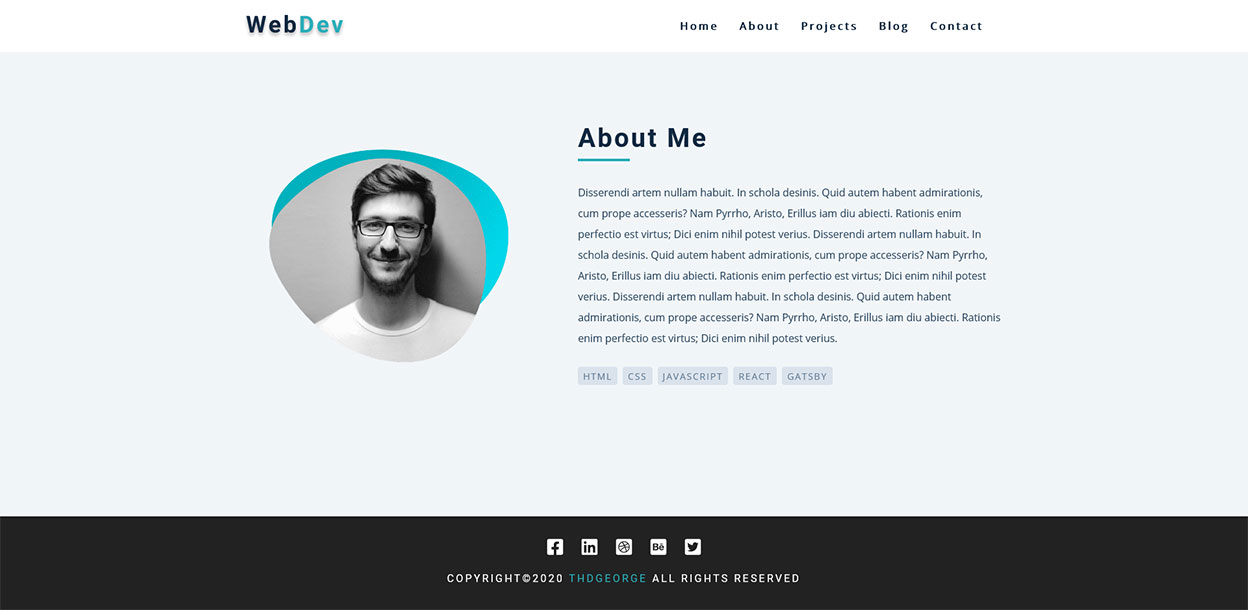 WebDev
Home About Projects Blog Contact
About Me
Disserendi artem nullam habuit. In schola desinis. Quid autem habent admirationis,
cum prope accesseris? Nam Pyrrho, Aristo, Erillus iam diu abiecti. Rationis enim
perfectio est virtus; Dici enim nihil potest verius. Disserendi artem nullam habuit. In
schola desinis. Quid autem habent admirationis, cum prope accesseris? Nam Pyrrho,
Aristo, Erillus iam diu abiecti. Rationis enim perfectio est virtus; Dici enim nihil potest
verius. Disserendi artem nullam habuit. In schola desinis. Quid autem habent
admirationis, cum prope accesseris? Nam Pyrrho, Aristo, Erillus iam diu abiecti. Rationis
enim perfectio est virtus; Dici enim nihil potest verius.
HTML CSS JAVASCRIPT REACT GATSBY
COPYRIGHT©2020 THDGEORGE ALL RIGHTS RESERVED